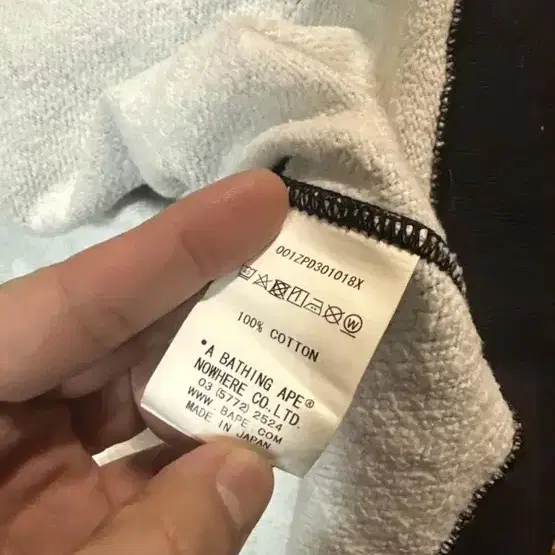 001ZPD301018X
W
100% COTTON
*A BATHING APE®
NOWHERE CO., LTD.
03 (5772) 2524
WWW. BAPE. COM
MADE IN JAPAN